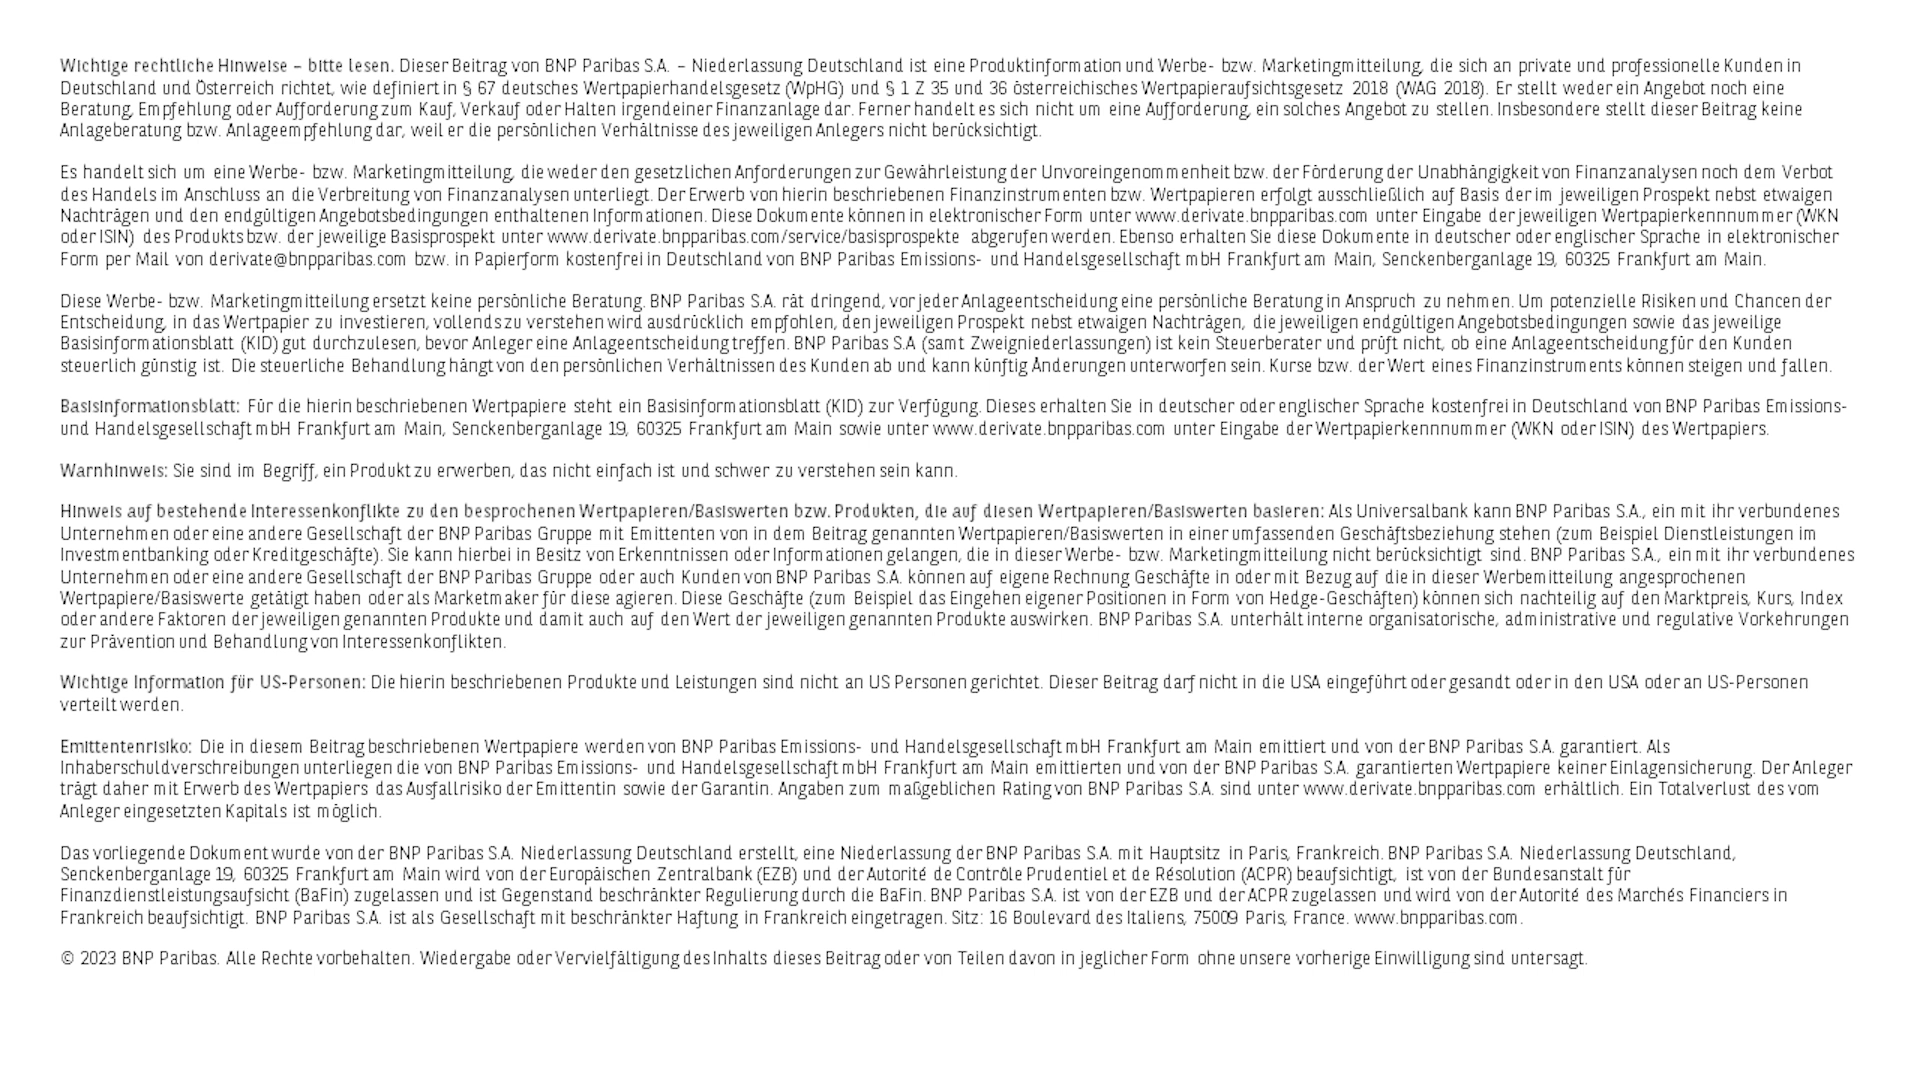 Wichtige rechtliche Hinweise – bitte lesen. Dieser Beitrag von BNP Paribas S.A. – Niederlassung Deutschland ist eine Produktinformation und Werbe- bzw. Marketingmitteilung, die sich an private und professionelle Kunden in
Deutschland und Österreich richtet, wie definiert in § 67 deutsches Wertpapierhandelsgesetz (WpHG) und § 1 Z 35 und 36 österreichisches Wertpapieraufsichtsgesetz 2018 (WAG 2018). Er stellt weder ein Angebot noch eine
Beratung, Empfehlung oder Aufforderung zum Kauf, Verkauf oder Halten irgendeiner Finanzanlage dar. Ferner handelt es sich nicht um eine Aufforderung, ein solches Angebot zu stellen. Insbesondere stellt dieser Beitrag keine
Anlageberatung bzw. Anlageempfehlung dar, weil er die persönlichen Verhältnisse des jeweiligen Anlegers nicht berücksichtigt.
Es handelt sich um eine Werbe- bzw. Marketingmitteilung, die weder den gesetzlichen Anforderungen zur Gewährleistung der Unvoreingenommenheit bzw. der Förderung der Unabhängigkeit von Finanzanalysen noch dem Verbot
des Handels im Anschluss an die Verbreitung von Finanzanalysen unterliegt. Der Erwerb von hierin beschriebenen Finanzinstrumenten bzw. Wertpapieren erfolgt ausschließlich auf Basis der im jeweiligen Prospekt nebst etwaigen
Nachträgen und den endgültigen Angebotsbedingungen enthaltenen Informationen. Diese Dokumente können in elektronischer Form unter www.derivate.bnpparibas.com unter Eingabe der jeweiligen Wertpapierkennnummer (WKN
oder ISIN) des Produkts bzw. der jeweilige Basisprospekt unter www.derivate.bnpparibas.com/service/basisprospekte abgerufen werden. Ebenso erhalten Sie diese Dokumente in deutscher oder englischer Sprache in elektronischer
Form per Mail von derivate@bnpparibas.com bzw. in Papierform kostenfrei in Deutschland von BNP Paribas Emissions- und Handelsgesellschaft mbH Frankfurt am Main, Senckenberganlage 19, 60325 Frankfurt am Main.
Diese Werbe- bzw. Marketingmitteilung ersetzt keine persönliche Beratung. BNP Paribas S.A. rät dringend, vor jeder Anlageentscheidung eine persönliche Beratung in Anspruch zu nehmen. Um potenzielle Risiken und Chancen der
Entscheidung, in das Wertpapier zu investieren, vollends zu verstehen wird ausdrücklich empfohlen, den jeweiligen Prospekt nebst etwaigen Nachträgen, die jeweiligen endgültigen Angebotsbedingungen sowie das jeweilige
Basisinformationsblatt (KID) gut durchzulesen, bevor Anleger eine Anlageentscheidung treffen. BNP Paribas S.A (samt Zweigniederlassungen) ist kein Steuerberater und prüft nicht, ob eine Anlageentscheidung für den Kunden
steuerlich günstig ist. Die steuerliche Behandlung hängt von den persönlichen Verhältnissen des Kunden ab und kann künftig Änderungen unterworfen sein. Kurse bzw. der Wert eines Finanzinstruments können steigen und fallen.
Basisinformationsblatt: Für die hierin beschriebenen Wertpapiere steht ein Basisinformationsblatt (KID) zur Verfügung. Dieses erhalten Sie in deutscher oder englischer Sprache kostenfrei in Deutschland von BNP Paribas Emissions-
und Handelsgesellschaft mbH Frankfurt am Main, Senckenberganlage 19, 60325 Frankfurt am Main sowie unter www.derivate.bnpparibas.com unter Eingabe der Wertpapierkennnummer (WKN oder ISIN) des Wertpapiers.
Warnhinweis: Sie sind im Begriff, ein Produkt zu erwerben, das nicht einfach ist und schwer zu verstehen sein kann.
Hinweis auf bestehende Interessenkonflikte zu den besprochenen Wertpapieren/Basiswerten bzw. Produkten, die auf diesen Wertpapieren/Basiswerten basieren: Als Universalbank kann BNP Paribas S.A., ein mit ihr verbundenes
Unternehmen oder eine andere Gesellschaft der BNP Paribas Gruppe mit Emittenten von in dem Beitrag genannten Wertpapieren/Basiswerten in einer umfassenden Geschäftsbeziehung stehen (zum Beispiel Dienstleistungen im
Investmentbanking oder Kreditgeschäfte). Sie kann hierbei in Besitz von Erkenntnissen oder Informationen gelangen, die in dieser Werbe- bzw. Marketingmitteilung nicht berücksichtigt sind. BNP Paribas S.A., ein mit ihr verbundenes
Unternehmen oder eine andere Gesellschaft der BNP Paribas Gruppe oder auch Kunden von BNP Paribas S.A. können auf eigene Rechnung Geschäfte in oder mit Bezug auf die in dieser Werbemitteilung angesprochenen
Wertpapiere/Basiswerte getätigt haben oder als Marketmaker für diese agieren. Diese Geschäfte (zum Beispiel das Eingehen eigener Positionen in Form von Hedge-Geschäften) können sich nachteilig auf den Marktpreis, Kurs, Index
oder andere Faktoren der jeweiligen genannten Produkte und damit auch auf den Wert der jeweiligen genannten Produkte auswirken. BNP Paribas S.A. unterhält interne organisatorische, administrative und regulative Vorkehrungen
zur Prävention und Behandlung von Interessenkonflikten.
Wichtige Information für US-Personen: Die hierin beschriebenen Produkte und Leistungen sind nicht an US Personen gerichtet. Dieser Beitrag darf nicht in die USA eingeführt oder gesandt oder in den USA oder an US-Personen
verteilt werden.
Emittentenrisiko: Die in diesem Beitrag beschriebenen Wertpapiere werden von BNP Paribas Emissions- und Handelsgesellschaft mbH Frankfurt am Main emittiert und von der BNP Paribas S.A. garantiert. Als
Inhaberschuldverschreibungen unterliegen die von BNP Paribas Emissions- und Handelsgesellschaft mbH Frankfurt am Main emittierten und von der BNP Paribas S.A. garantierten Wertpapiere keiner Einlagensicherung. Der Anleger
trägt daher mit Erwerb des Wertpapiers das Ausfallrisiko der Emittentin sowie der Garantin. Angaben zum maßgeblichen Rating von BNP Paribas S.A. sind unter www.derivate.bnpparibas.com erhältlich. Ein Totalverlust des vom
Anleger eingesetzten Kapitals ist möglich.
Das vorliegende Dokument wurde von der BNP Paribas S.A. Niederlassung Deutschland erstellt, eine Niederlassung der BNP Paribas S.A. mit Hauptsitz in Paris, Frankreich. BNP Paribas S.A. Niederlassung Deutschland,
Senckenberganlage 19, 60325 Frankfurt am Main wird von der Europäischen Zentralbank (EZB) und der Autorité de Contrôle Prudentiel et de Résolution (ACPR) beaufsichtigt, ist von der Bundesanstalt für
Finanzdienstleistungsaufsicht (BaFin) zugelassen und ist Gegenstand beschränkter Regulierung durch die BaFin. BNP Paribas S.A. ist von der EZB und der ACPR zugelassen und wird von der Autorité des Marchés Financiers in
Frankreich beaufsichtigt. BNP Paribas S.A. ist als Gesellschaft mit beschränkter Haftung in Frankreich eingetragen. Sitz: 16 Boulevard des Italiens, 75009 Paris, France. www.bnpparibas.com.
© 2023 BNP Paribas. Alle Rechte vorbehalten. Wiedergabe oder Vervielfältigung des Inhalts dieses Beitrag oder von Teilen davon in jeglicher Form ohne unsere vorherige Einwilligung sind untersagt.